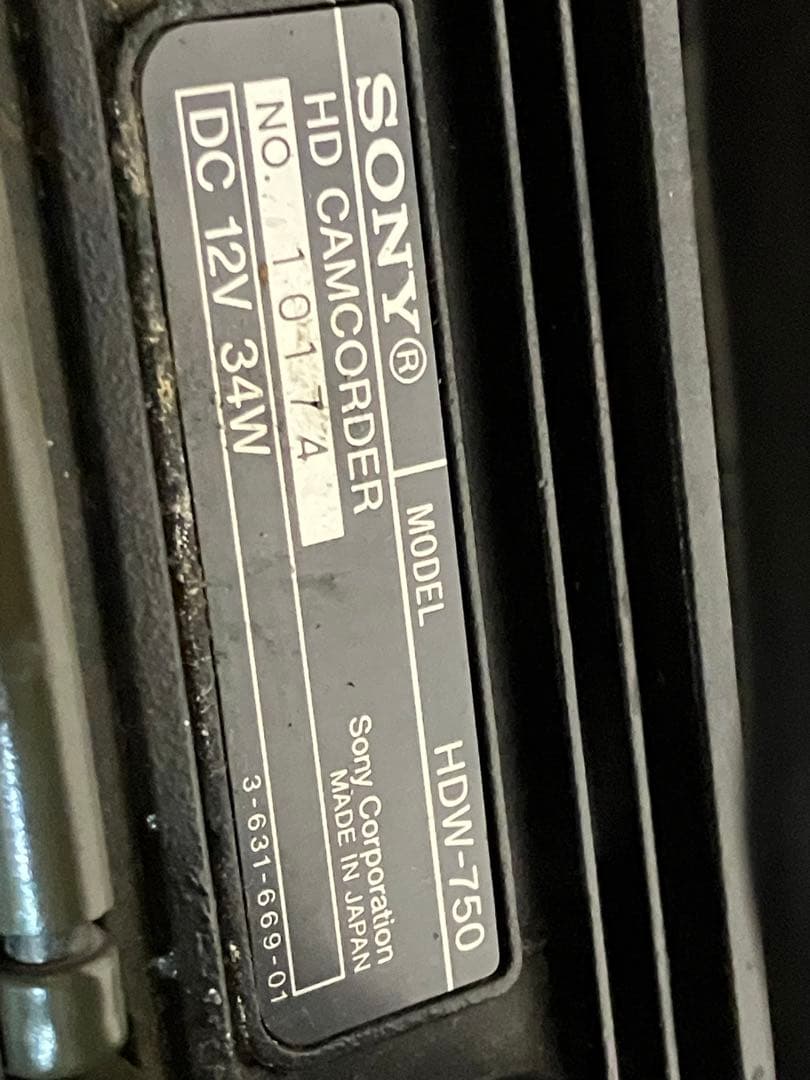 SONY® MODEL HDW-750
HD CAMCORDER
NO. 10174
Sony Corporation
MADE IN JAPAN
DC 12V 34W
3-631-669-01